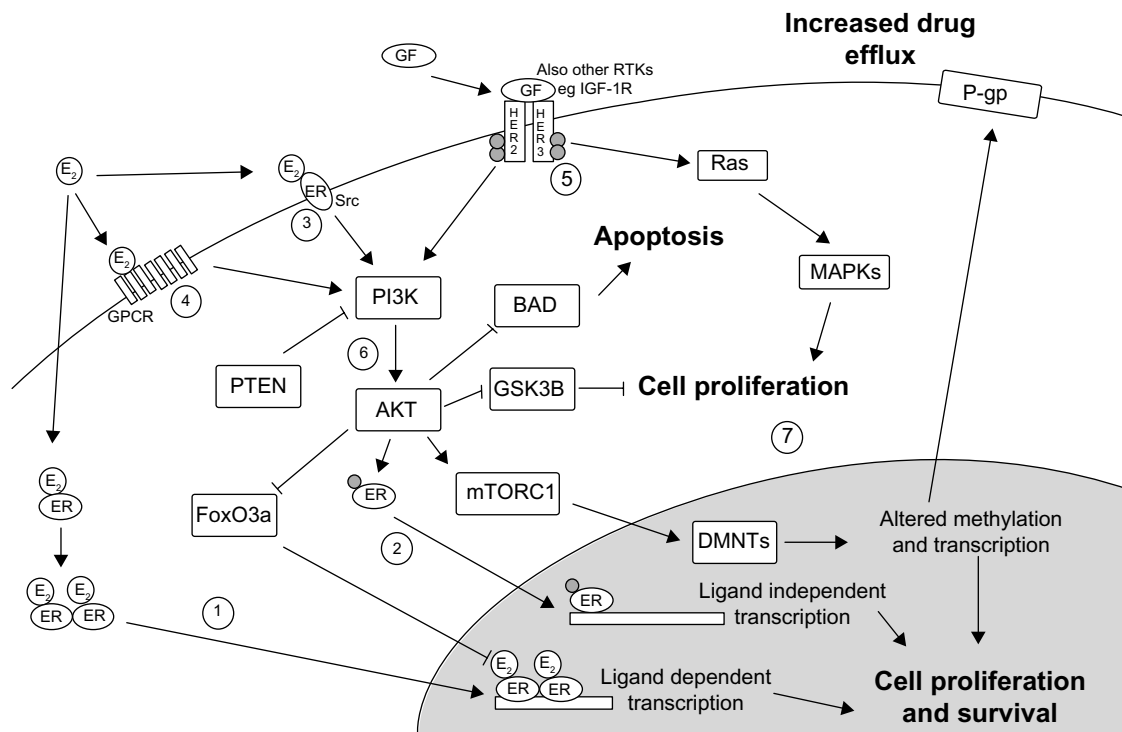 Increased drug
efflux
GF
Also other RTKs
eg IGF-1R
GF
P-gp
HER2
HER3
E2
E2
ER
Src
3
5
Ras
E2
GPCR
4
Apoptosis
MAPKs
PI3K
BAD
6
PTEN
AKT
GSK3B
Cell proliferation
7
E2
ER
ER
FoxO3a
mTORC1
2
DMNTs
Altered methylation
and transcription
E2
E2
ER
ER
1
ER
Ligand independent
transcription
E2
E2
ER
ER
Ligand dependent
transcription
Cell proliferation
and survival